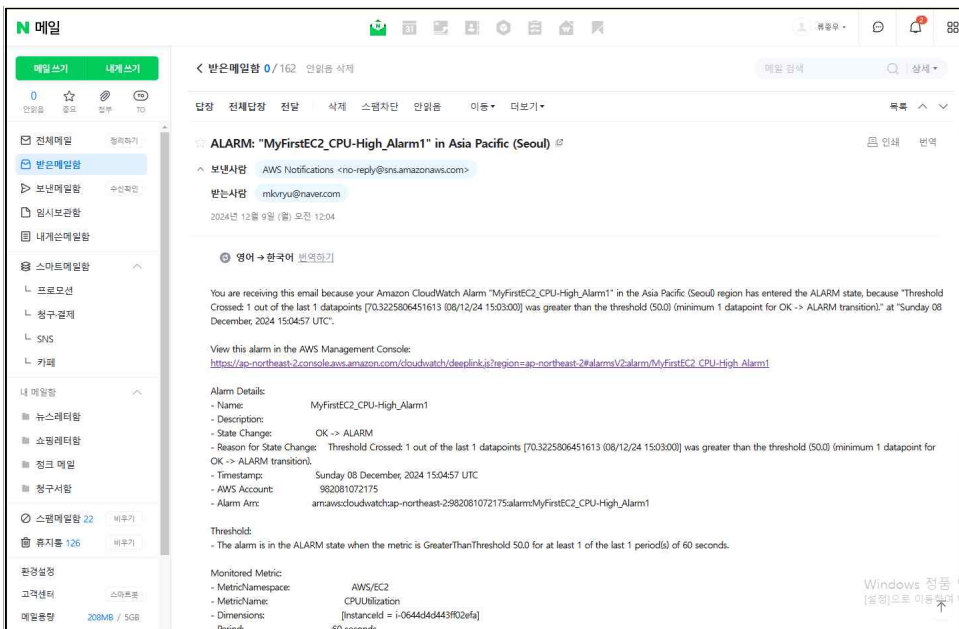 N 메일
류종우
2
메일쓰기 내게쓰기
0 안읽음
중요
첨부
TO TO
전체메일 정리하기
받은메일함
보낸메일함 수신확인
임시보관함
내게쓴메일함
스마트메일함
└ 프로모션
└ 청구·결제
└ SNS
└ 카페
내 메일함
뉴스레터함
쇼핑레터함
정크 메일
청구서함
스팸메일함 22 비우기
휴지통 126 비우기
환경설정
고객센터 스마트봇
메일용량 208MB / 5GB
받은메일함 0 / 162 안읽음 삭제
메일 검색 상세
답장 전체답장 전달 삭제 스팸차단 안읽음 이동 더보기 목록
ALARM: "MyFirstEC2_CPU-High_Alarm1" in Asia Pacific (Seoul) 인쇄 번역
보낸사람 AWS Notifications <no-reply@sns.amazonaws.com>
받는사람 mkvryu@naver.com
2024년 12월 9일 (월) 오전 12:04
영어 → 한국어 번역하기
You are receiving this email because your Amazon CloudWatch Alarm "MyFirstEC2_CPU-High_Alarm1" in the Asia Pacific (Seoul) region has entered the ALARM state, because "Threshold
Crossed: 1 out of the last 1 datapoints [70.3225806451613 (08/12/24 15:03:00)] was greater than the threshold (50.0) (minimum 1 datapoint for OK -> ALARM transition)." at "Sunday 08
December, 2024 15:04:57 UTC".
View this alarm in the AWS Management Console:
https://ap-northeast-2.console.aws.amazon.com/cloudwatch/deeplink.js?region=ap-northeast-2#alarmsV2:alarm/MyFirstEC2_CPU-High_Alarm1
Alarm Details:
- Name: MyFirstEC2_CPU-High_Alarm1
- Description:
- State Change: OK -> ALARM
- Reason for State Change: Threshold Crossed: 1 out of the last 1 datapoints [70.3225806451613 (08/12/24 15:03:00)] was greater than the threshold (50.0) (minimum 1 datapoint for
OK -> ALARM transition).
- Timestamp: Sunday 08 December, 2024 15:04:57 UTC
- AWS Account: 982081072175
- Alarm Arn: arn:aws:cloudwatch:ap-northeast-2:982081072175:alarm:MyFirstEC2_CPU-High_Alarm1
Threshold:
- The alarm is in the ALARM state when the metric is GreaterThanThreshold 50.0 for at least 1 of the last 1 period(s) of 60 seconds.
Monitored Metric:
- MetricNamespace: AWS/EC2
- MetricName: CPUUtilization
- Dimensions: [InstanceId = i-0644d4d443ff02efa]
- Period: 60 seconds
Windows 정품
[설정]으로 이동하여